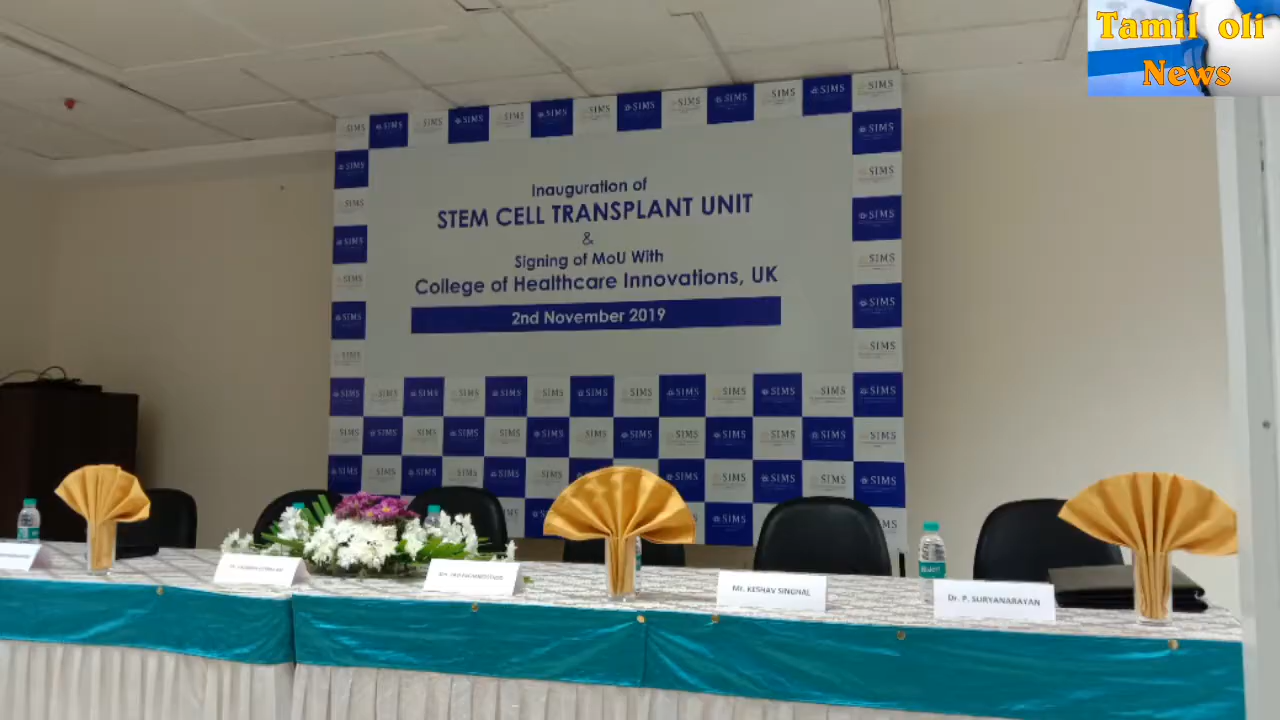 Tamil oli
News
SIMS
Inauguration of
STEM CELL TRANSPLANT UNIT
&
Signing of MoU With
College of Healthcare Innovations, UK
2nd November 2019
Mr. KESHAV SINGHAL
Dr. P. SURYANARAYAN